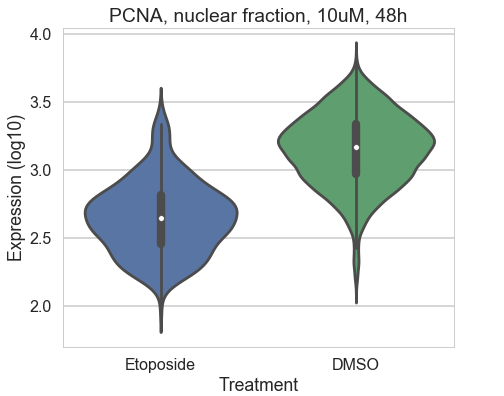 PCNA, nuclear fraction, 10uM, 48h
4.0
3.5
3.0
2.5
2.0
Expression (log10)
Etoposide DMSO
Treatment